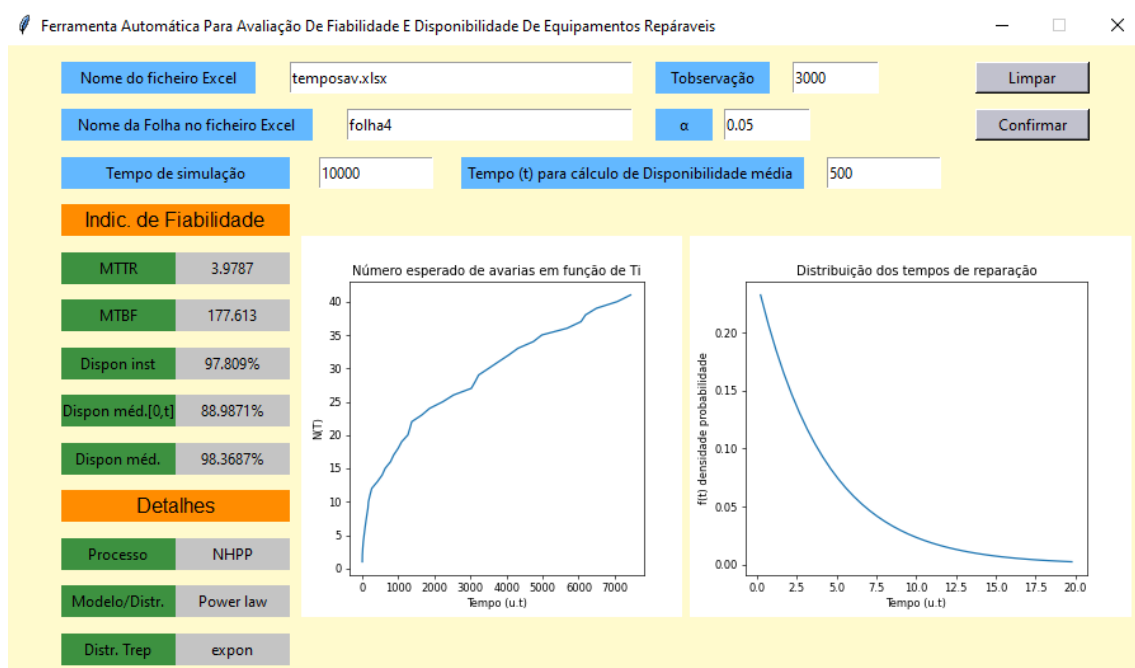 Ferramenta Automática Para Avaliação De Fiabilidade E Disponibilidade De Equipamentos Repáraveis
Nome do ficheiro Excel temposav.xlsx Tobservação 3000 Limpar
Nome da Folha no ficheiro Excel folha4 α 0.05 Confirmar
Tempo de simulação 10000 Tempo (t) para cálculo de Disponibilidade média 500
Indic. de Fiabilidade
MTTR 3.9787
MTBF 177.613
Dispon inst 97.809%
Dispon méd.[0,t] 88.9871%
Dispon méd. 98.3687%
Detalhes
Processo NHPP
Modelo/Distr. Power law
Distr. Trep expon
Número esperado de avarias em função de Ti
N(T)
40
35
30
25
20
15
10
5
0
0 1000 2000 3000 4000 5000 6000 7000
Tempo (u.t)
Distribuição dos tempos de reparação
f(t) densidade probabilidade
0.20
0.15
0.10
0.05
0.00
0.0 2.5 5.0 7.5 10.0 12.5 15.0 17.5 20.0
Tempo (u.t)